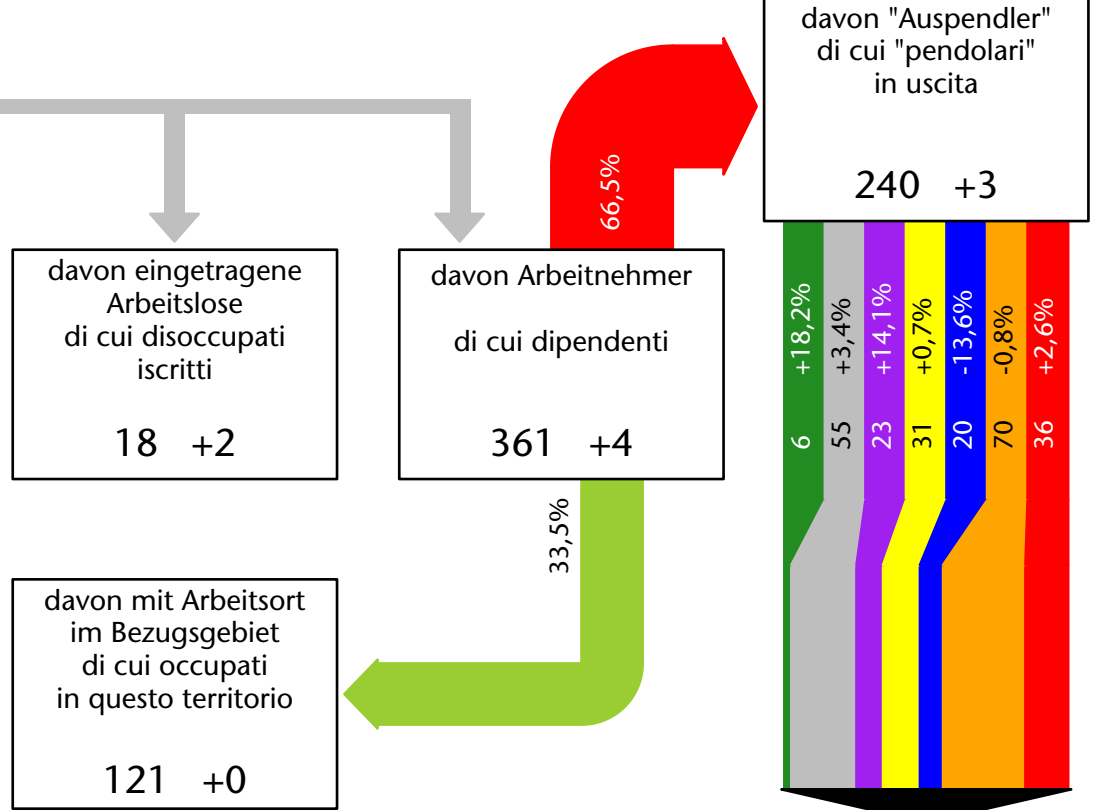 davon "Auspendler"
di cui "pendolari"
in uscita
240 +3
66,5%
davon eingetragene
Arbeitslose
di cui disoccupati
iscritti
18 +2
davon Arbeitnehmer
di cui dipendenti
361 +4
+18,2%
+3,4%
+14,1%
+0,7%
-13,6%
-0,8%
+2,6%
6
55
23
31
20
70
36
33,5%
davon mit Arbeitsort
im Bezugsgebiet
di cui occupati
in questo territorio
121 +0